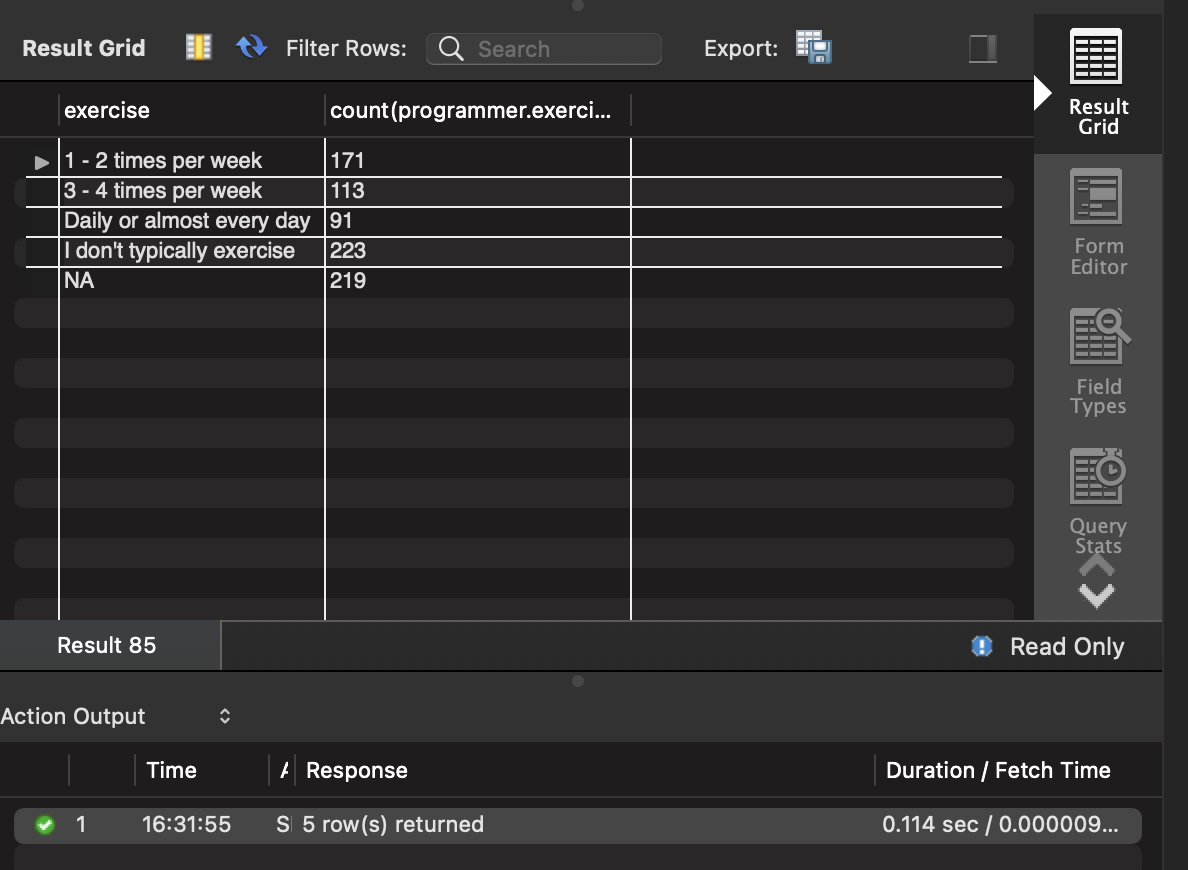 Result Grid Filter Rows: Search Export:
exercise count(programmer.exerci...
1 - 2 times per week 171
3 - 4 times per week 113
Daily or almost every day 91
I don't typically exercise 223
NA 219
Result
Grid
Form
Editor
Field
Types
Query
Stats
Result 85 Read Only
Action Output
Time A Response Duration / Fetch Time
1 16:31:55 S 5 row(s) returned 0.114 sec / 0.000009...